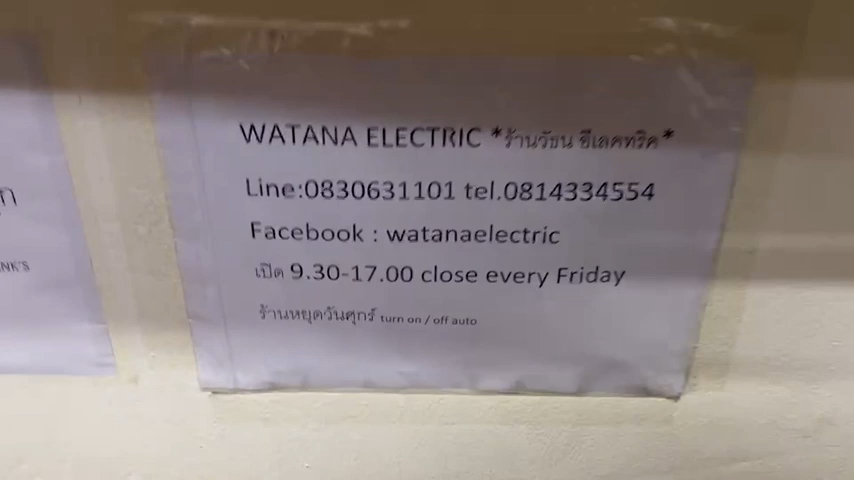 WATANA ELECTRIC *ร้านวัธน อีเลคทริค*
Line:0830631101 tel.0814334554
Facebook : watanaelectric
เปิด 9.30-17.00 close every Friday
ร้านหยุดวันศุกร์ turn on / off auto
NK'S